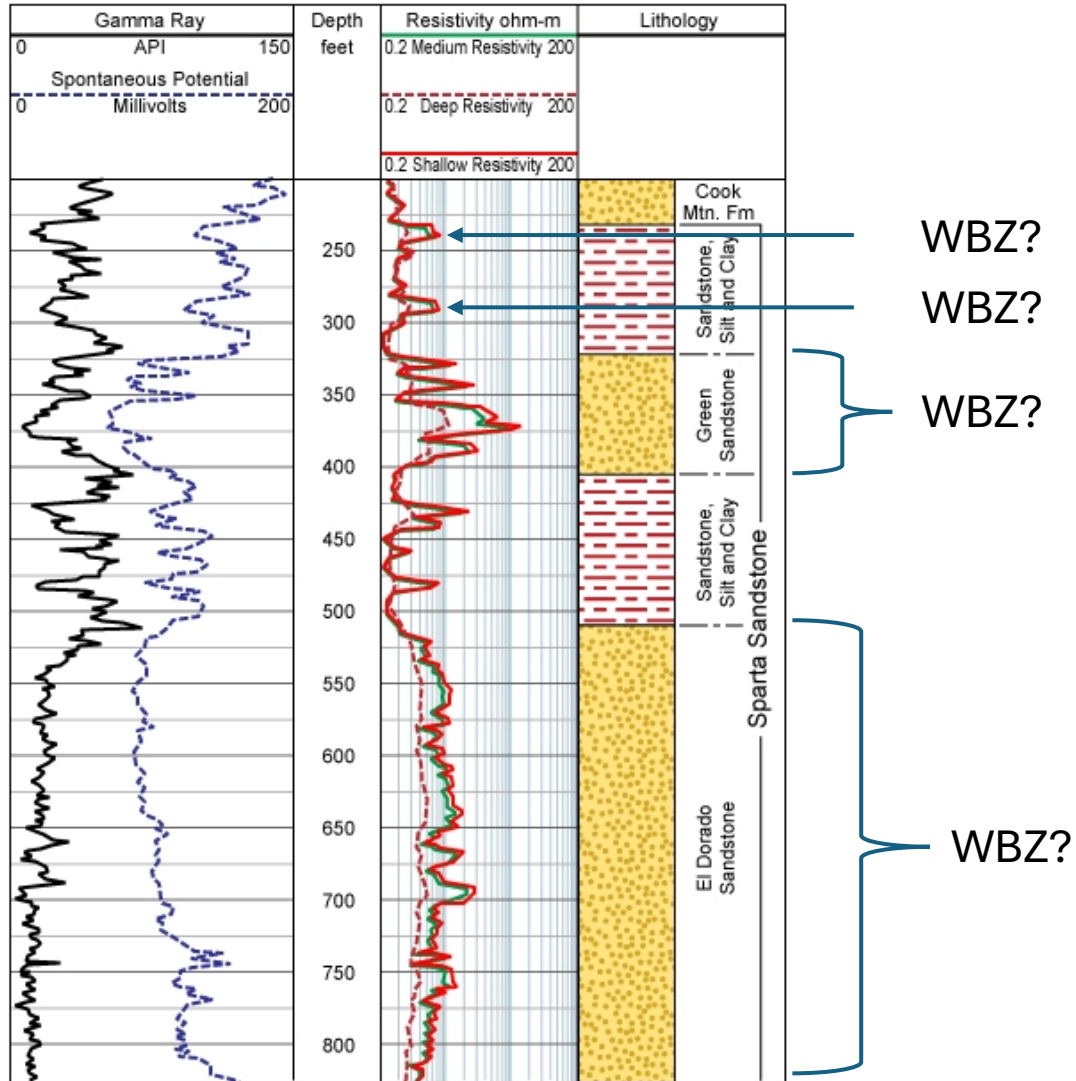 Gamma Ray
0 API 150
Spontaneous Potential
0 Millivolts 200
Depth
feet
Resistivity ohm-m
0.2 Medium Resistivity 200
0.2 Deep Resistivity 200
0.2 Shallow Resistivity 200
Lithology
Cook
Mtn. Fm
250
300
350
400
450
500
550
600
650
700
750
800
Sandstone,
Silt and Clay
Green
Sandstone
Sandstone,
Silt and Clay
El Dorado
Sandstone
Sparta Sandstone
WBZ?
WBZ?
WBZ?
WBZ?